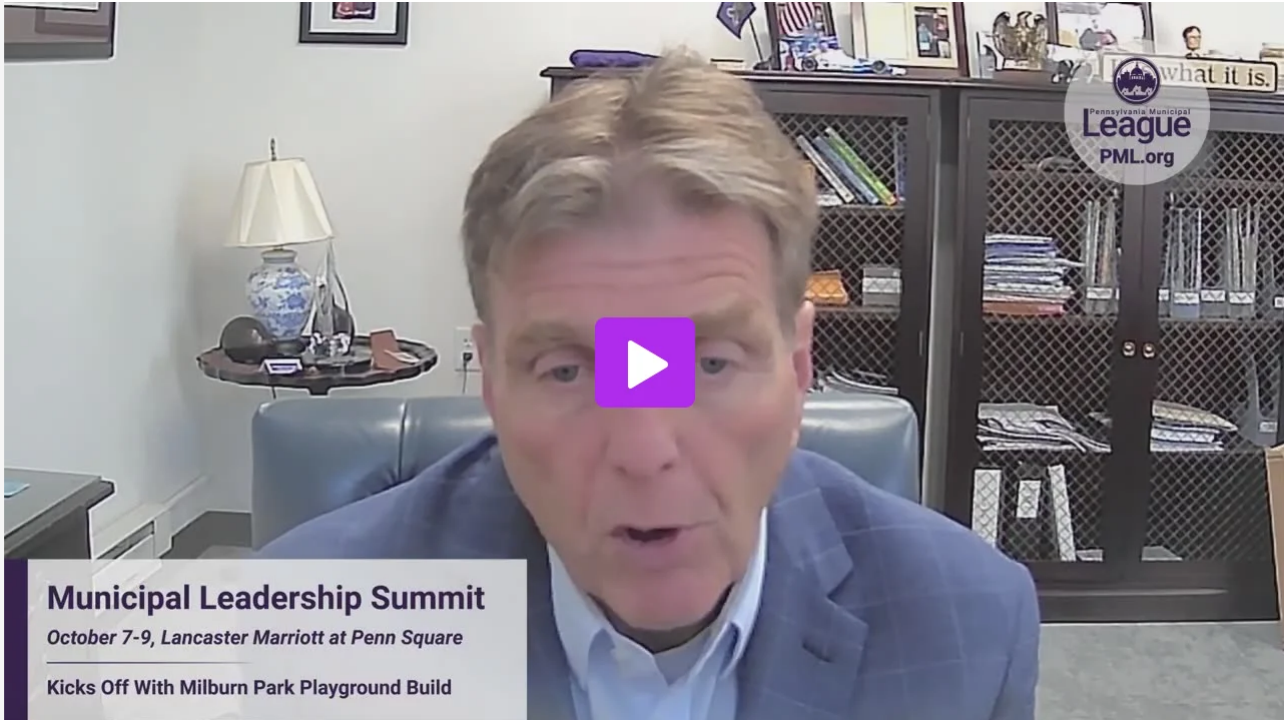 what it is.
Pennsylvania Municipal
League
PML.org
Municipal Leadership Summit
October 7-9, Lancaster Marriott at Penn Square
Kicks Off With Milburn Park Playground Build